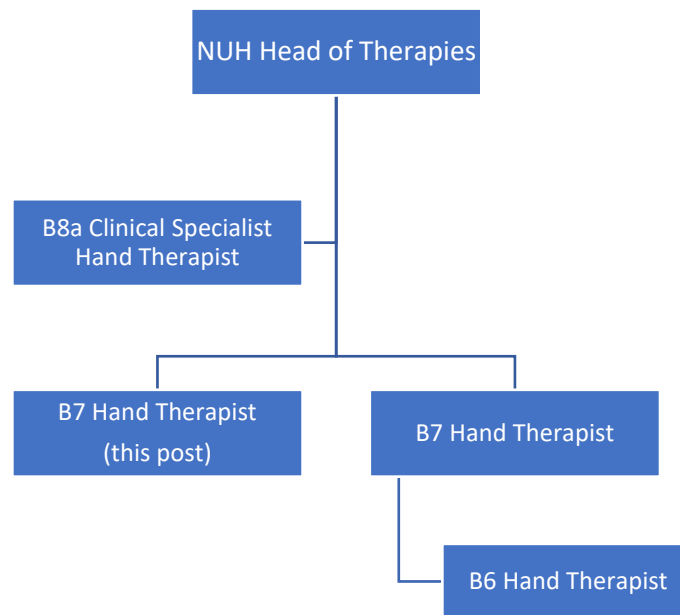 NUH Head of Therapies
B8a Clinical Specialist
Hand Therapist
B7 Hand Therapist
(this post)
B7 Hand Therapist
B6 Hand Therapist